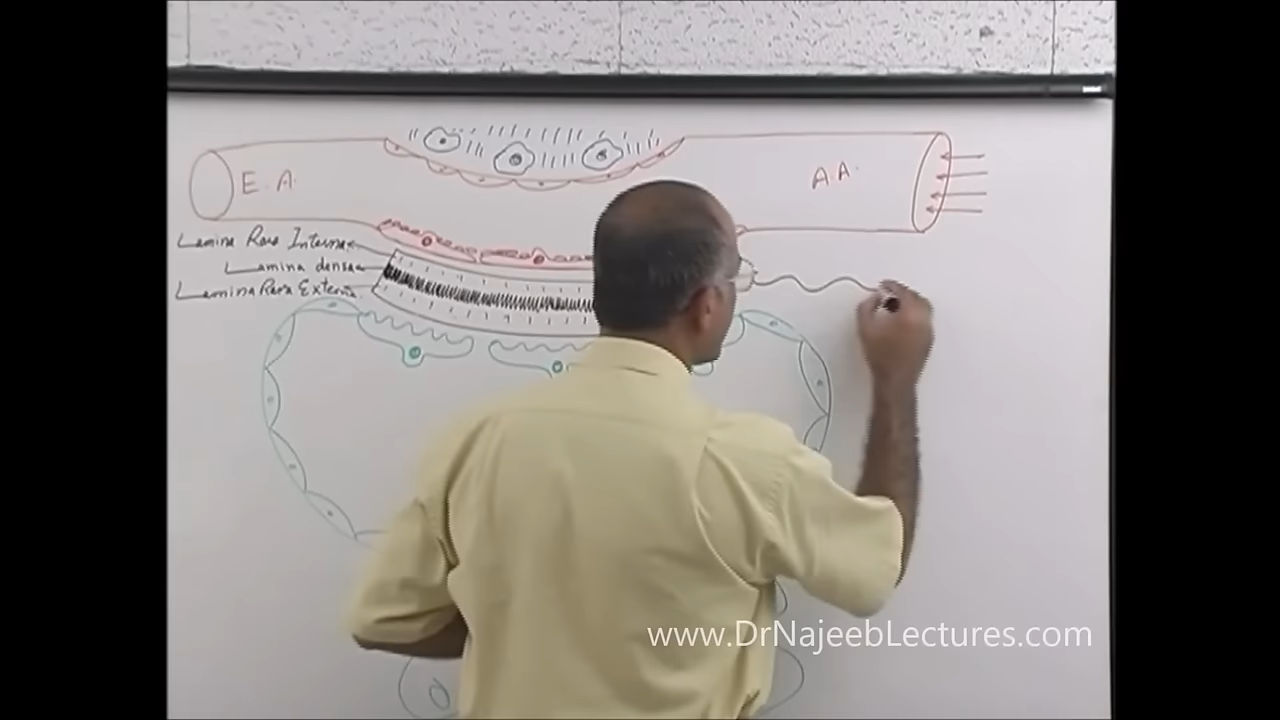 E. A.
A.A.
Lamina Rara Interna
Lamina densa
Lamina Rara Externa
www.DrNajeebLectures.com